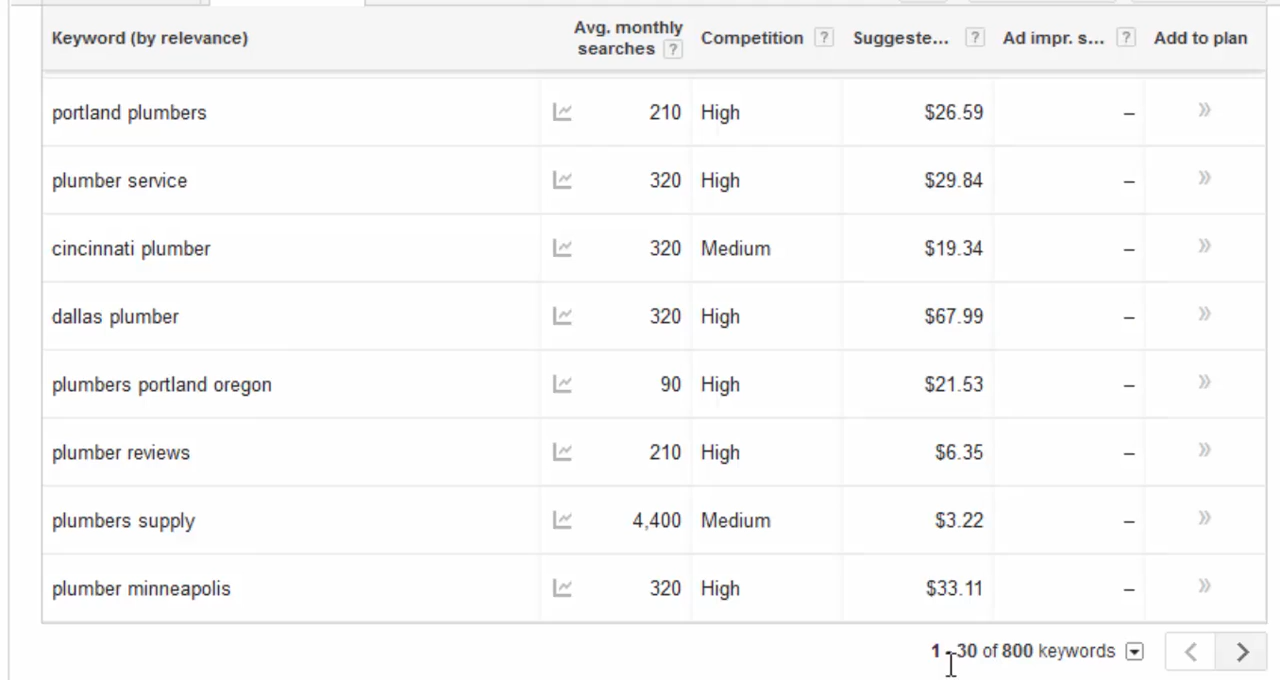 Keyword (by relevance) Avg. monthly searches ? Competition ? Suggeste... ? Ad impr. s... ? Add to plan
portland plumbers 210 High $26.59 – »
plumber service 320 High $29.84 – »
cincinnati plumber 320 Medium $19.34 – »
dallas plumber 320 High $67.99 – »
plumbers portland oregon 90 High $21.53 – »
plumber reviews 210 High $6.35 – »
plumbers supply 4,400 Medium $3.22 – »
plumber minneapolis 320 High $33.11 – »
1 - 30 of 800 keywords